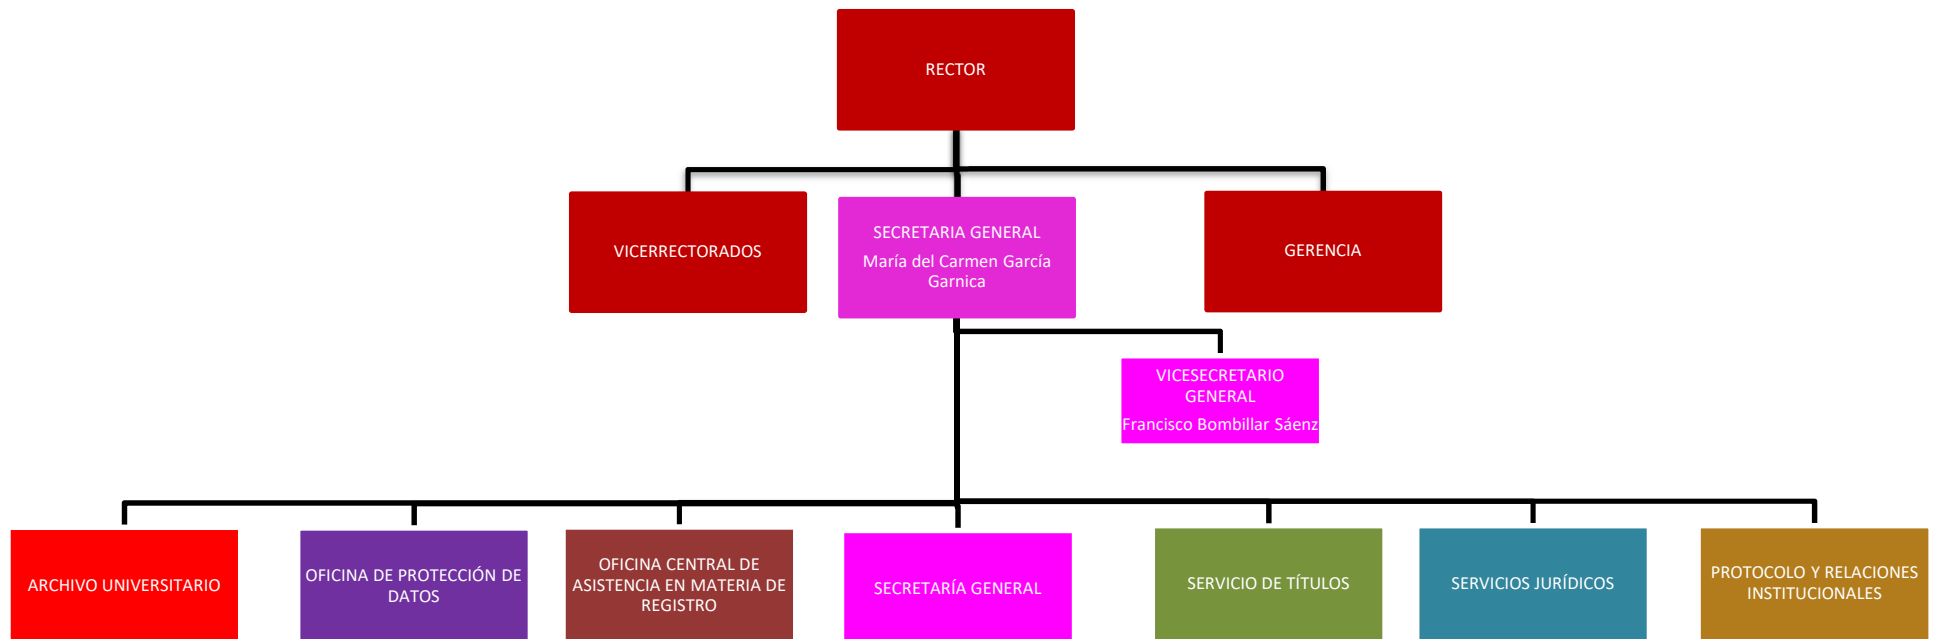 RECTOR
VICERRECTORADOS
SECRETARIA GENERAL
María del Carmen García
Garnica
GERENCIA
VICESECRETARIO
GENERAL
Francisco Bombillar Sáenz
ARCHIVO UNIVERSITARIO
OFICINA DE PROTECCIÓN DE
DATOS
OFICINA CENTRAL DE
ASISTENCIA EN MATERIA DE
REGISTRO
SECRETARÍA GENERAL
SERVICIO DE TÍTULOS
SERVICIOS JURÍDICOS
PROTOCOLO Y RELACIONES
INSTITUCIONALES